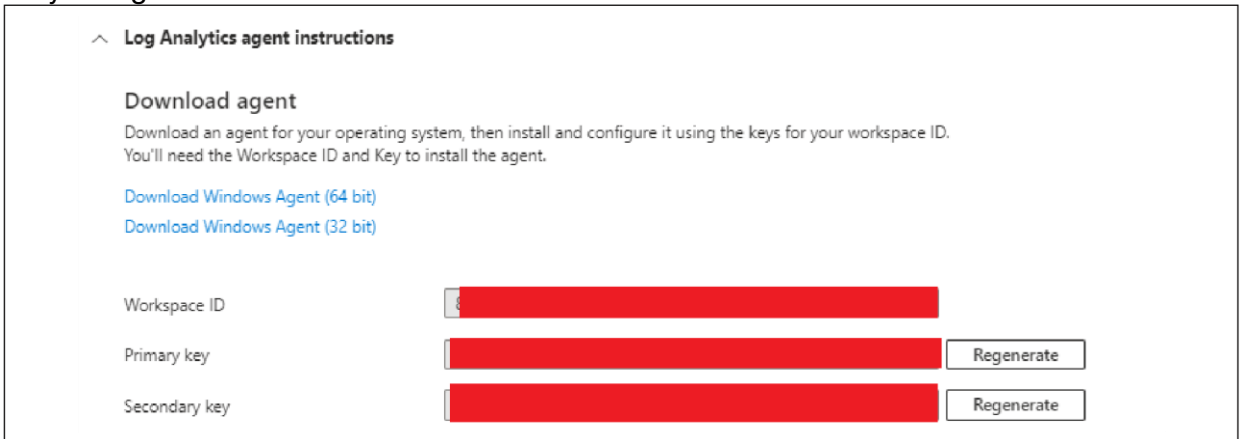 Log Analytics agent instructions
Download agent
Download an agent for your operating system, then install and configure it using the keys for your workspace ID.
You'll need the Workspace ID and Key to install the agent.
Download Windows Agent (64 bit)
Download Windows Agent (32 bit)
Workspace ID
Primary key Regenerate
Secondary key Regenerate